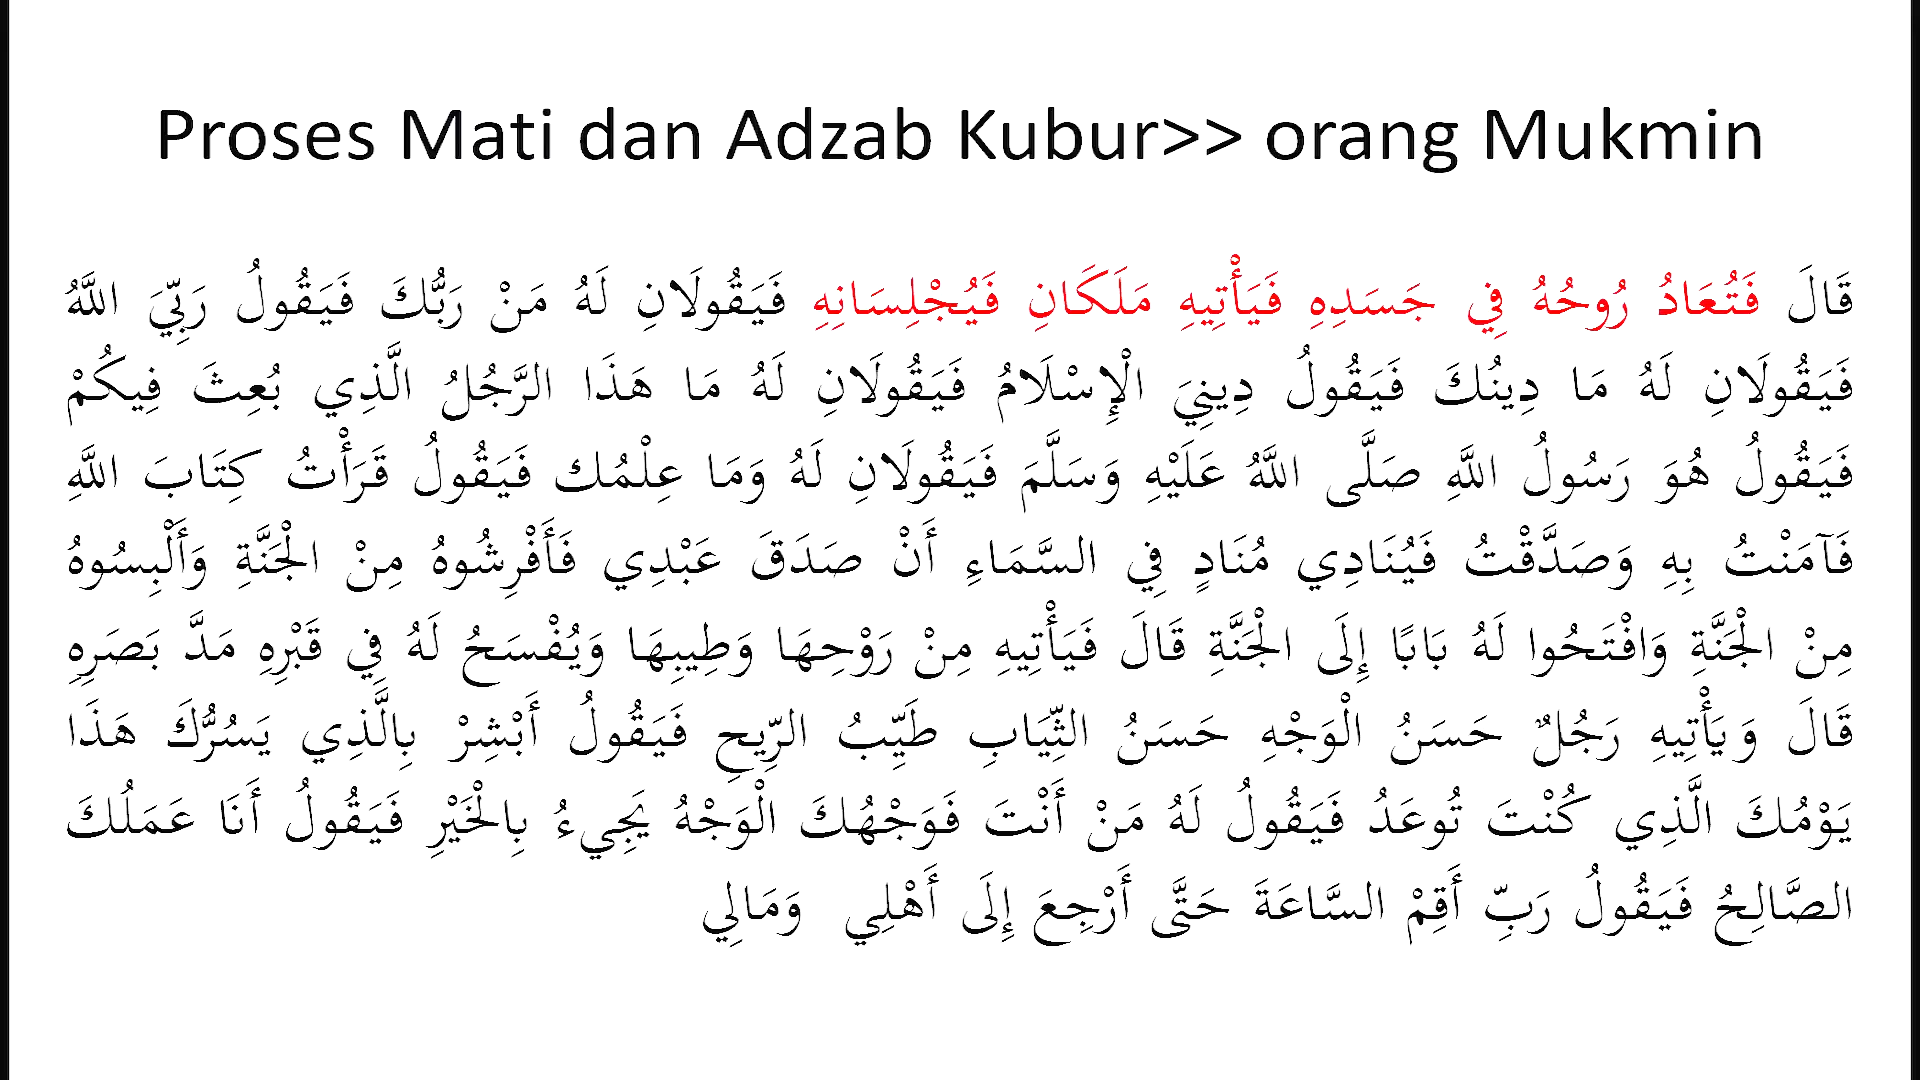 Proses Mati dan Adzab Kubur>> orang Mukmin
قَالَ فَتُعَادُ رُوحُهُ فِي جَسَدِهِ فَيَأْتِيهِ مَلَكَانِ فَيُجْلِسَانِهِ فَيَقُولَانِ لَهُ مَنْ رَبُّكَ فَيَقُولُ رَبِّيَ اللَّهُ
فَيَقُولَانِ لَهُ مَا دِينُكَ فَيَقُولُ دِينِيَ الْإِسْلَامُ فَيَقُولَانِ لَهُ مَا هَذَا الرَّجُلُ الَّذِي بُعِثَ فِيكُمْ
فَيَقُولُ هُوَ رَسُولُ اللَّهِ صَلَّى اللَّهُ عَلَيْهِ وَسَلَّمَ فَيَقُولَانِ لَهُ وَمَا عِلْمُك فَيَقُولُ قَرَأْتُ كِتَابَ اللَّهِ
فَآمَنْتُ بِهِ وَصَدَّقْتُ فَيُنَادِي مُنَادٍ فِي السَّمَاءِ أَنْ صَدَقَ عَبْدِي فَأَفْرِشُوهُ مِنْ الْجَنَّةِ وَأَلْبِسُوهُ
مِنْ الْجَنَّةِ وَافْتَحُوا لَهُ بَابًا إِلَى الْجَنَّةِ قَالَ فَيَأْتِيهِ مِنْ رَوْحِهَا وَطِيبِهَا وَيُفْسَحُ لَهُ فِي قَبْرِهِ مَدَّ بَصَرِهِ
قَالَ وَيَأْتِيهِ رَجُلٌ حَسَنُ الْوَجْهِ حَسَنُ الثِّيَابِ طَيِّبُ الرِّيحِ فَيَقُولُ أَبْشِرْ بِالَّذِي يَسُرُّكَ هَذَا
يَوْمُكَ الَّذِي كُنْتَ تُوعَدُ فَيَقُولُ لَهُ مَنْ أَنْتَ فَوَجْهُكَ الْوَجْهُ يَجِيءُ بِالْخَيْرِ فَيَقُولُ أَنَا عَمَلُكَ
الصَّالِحُ فَيَقُولُ رَبِّ أَقِمْ السَّاعَةَ حَتَّى أَرْجِعَ إِلَى أَهْلِي وَمَالِي